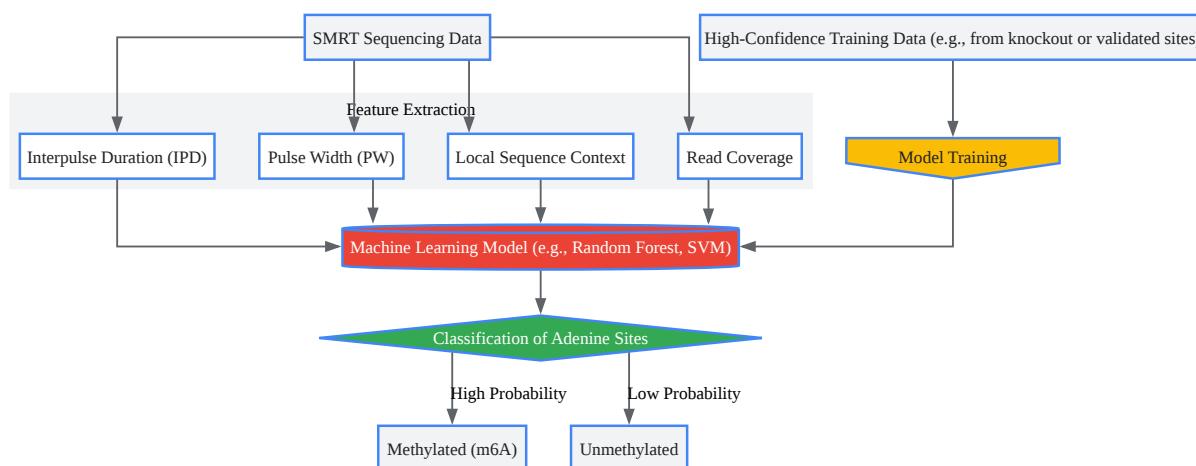 SMRT Sequencing Data
High-Confidence Training Data (e.g., from knockout or validated sites
Feature Extraction
Interpulse Duration (IPD)
Pulse Width (PW)
Local Sequence Context
Read Coverage
Model Training
Machine Learning Model (e.g., Random Forest, SVM)
Classification of Adenine Sites
High Probability
Low Probability
Methylated (m6A)
Unmethylated